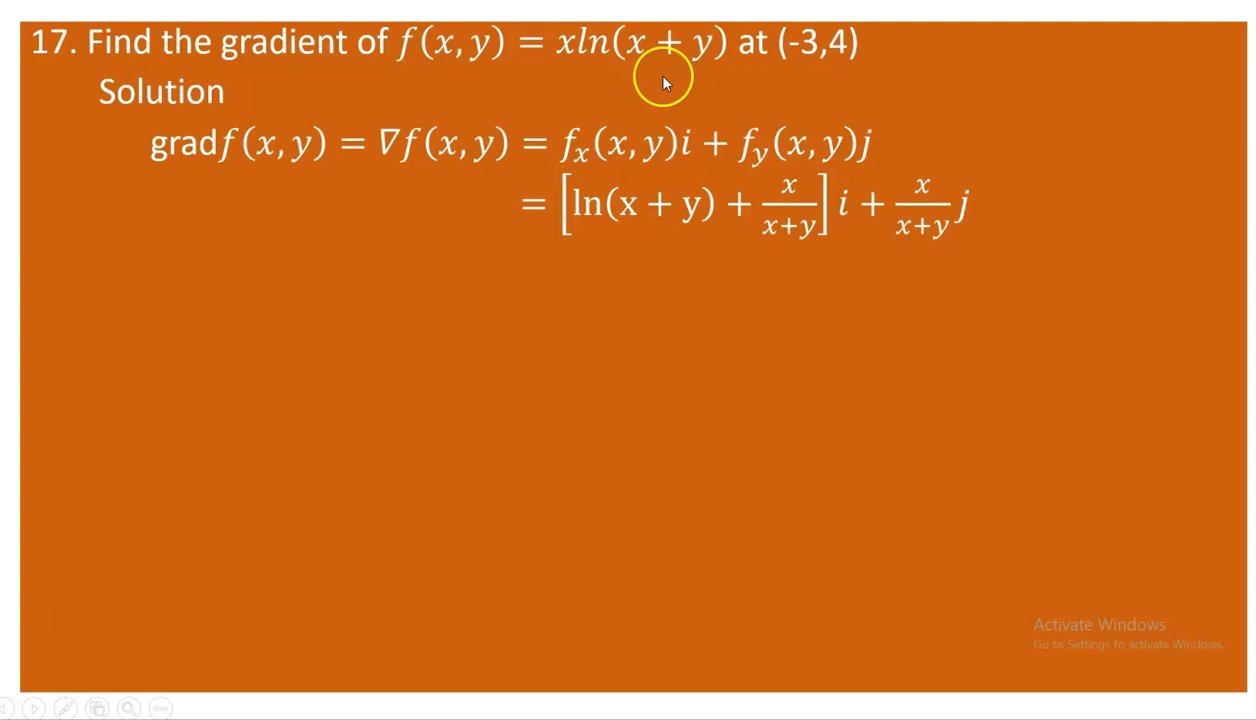 17. Find the gradient of f(x, y) = xln(x + y) at (-3,4)
Solution
gradf(x, y) = ∇f(x, y) = fₓ(x, y)i + f_y(x, y)j
= [ln(x + y) + x/(x+y)] i + x/(x+y) j
Activate Windows
Go to Settings to activate Windows.